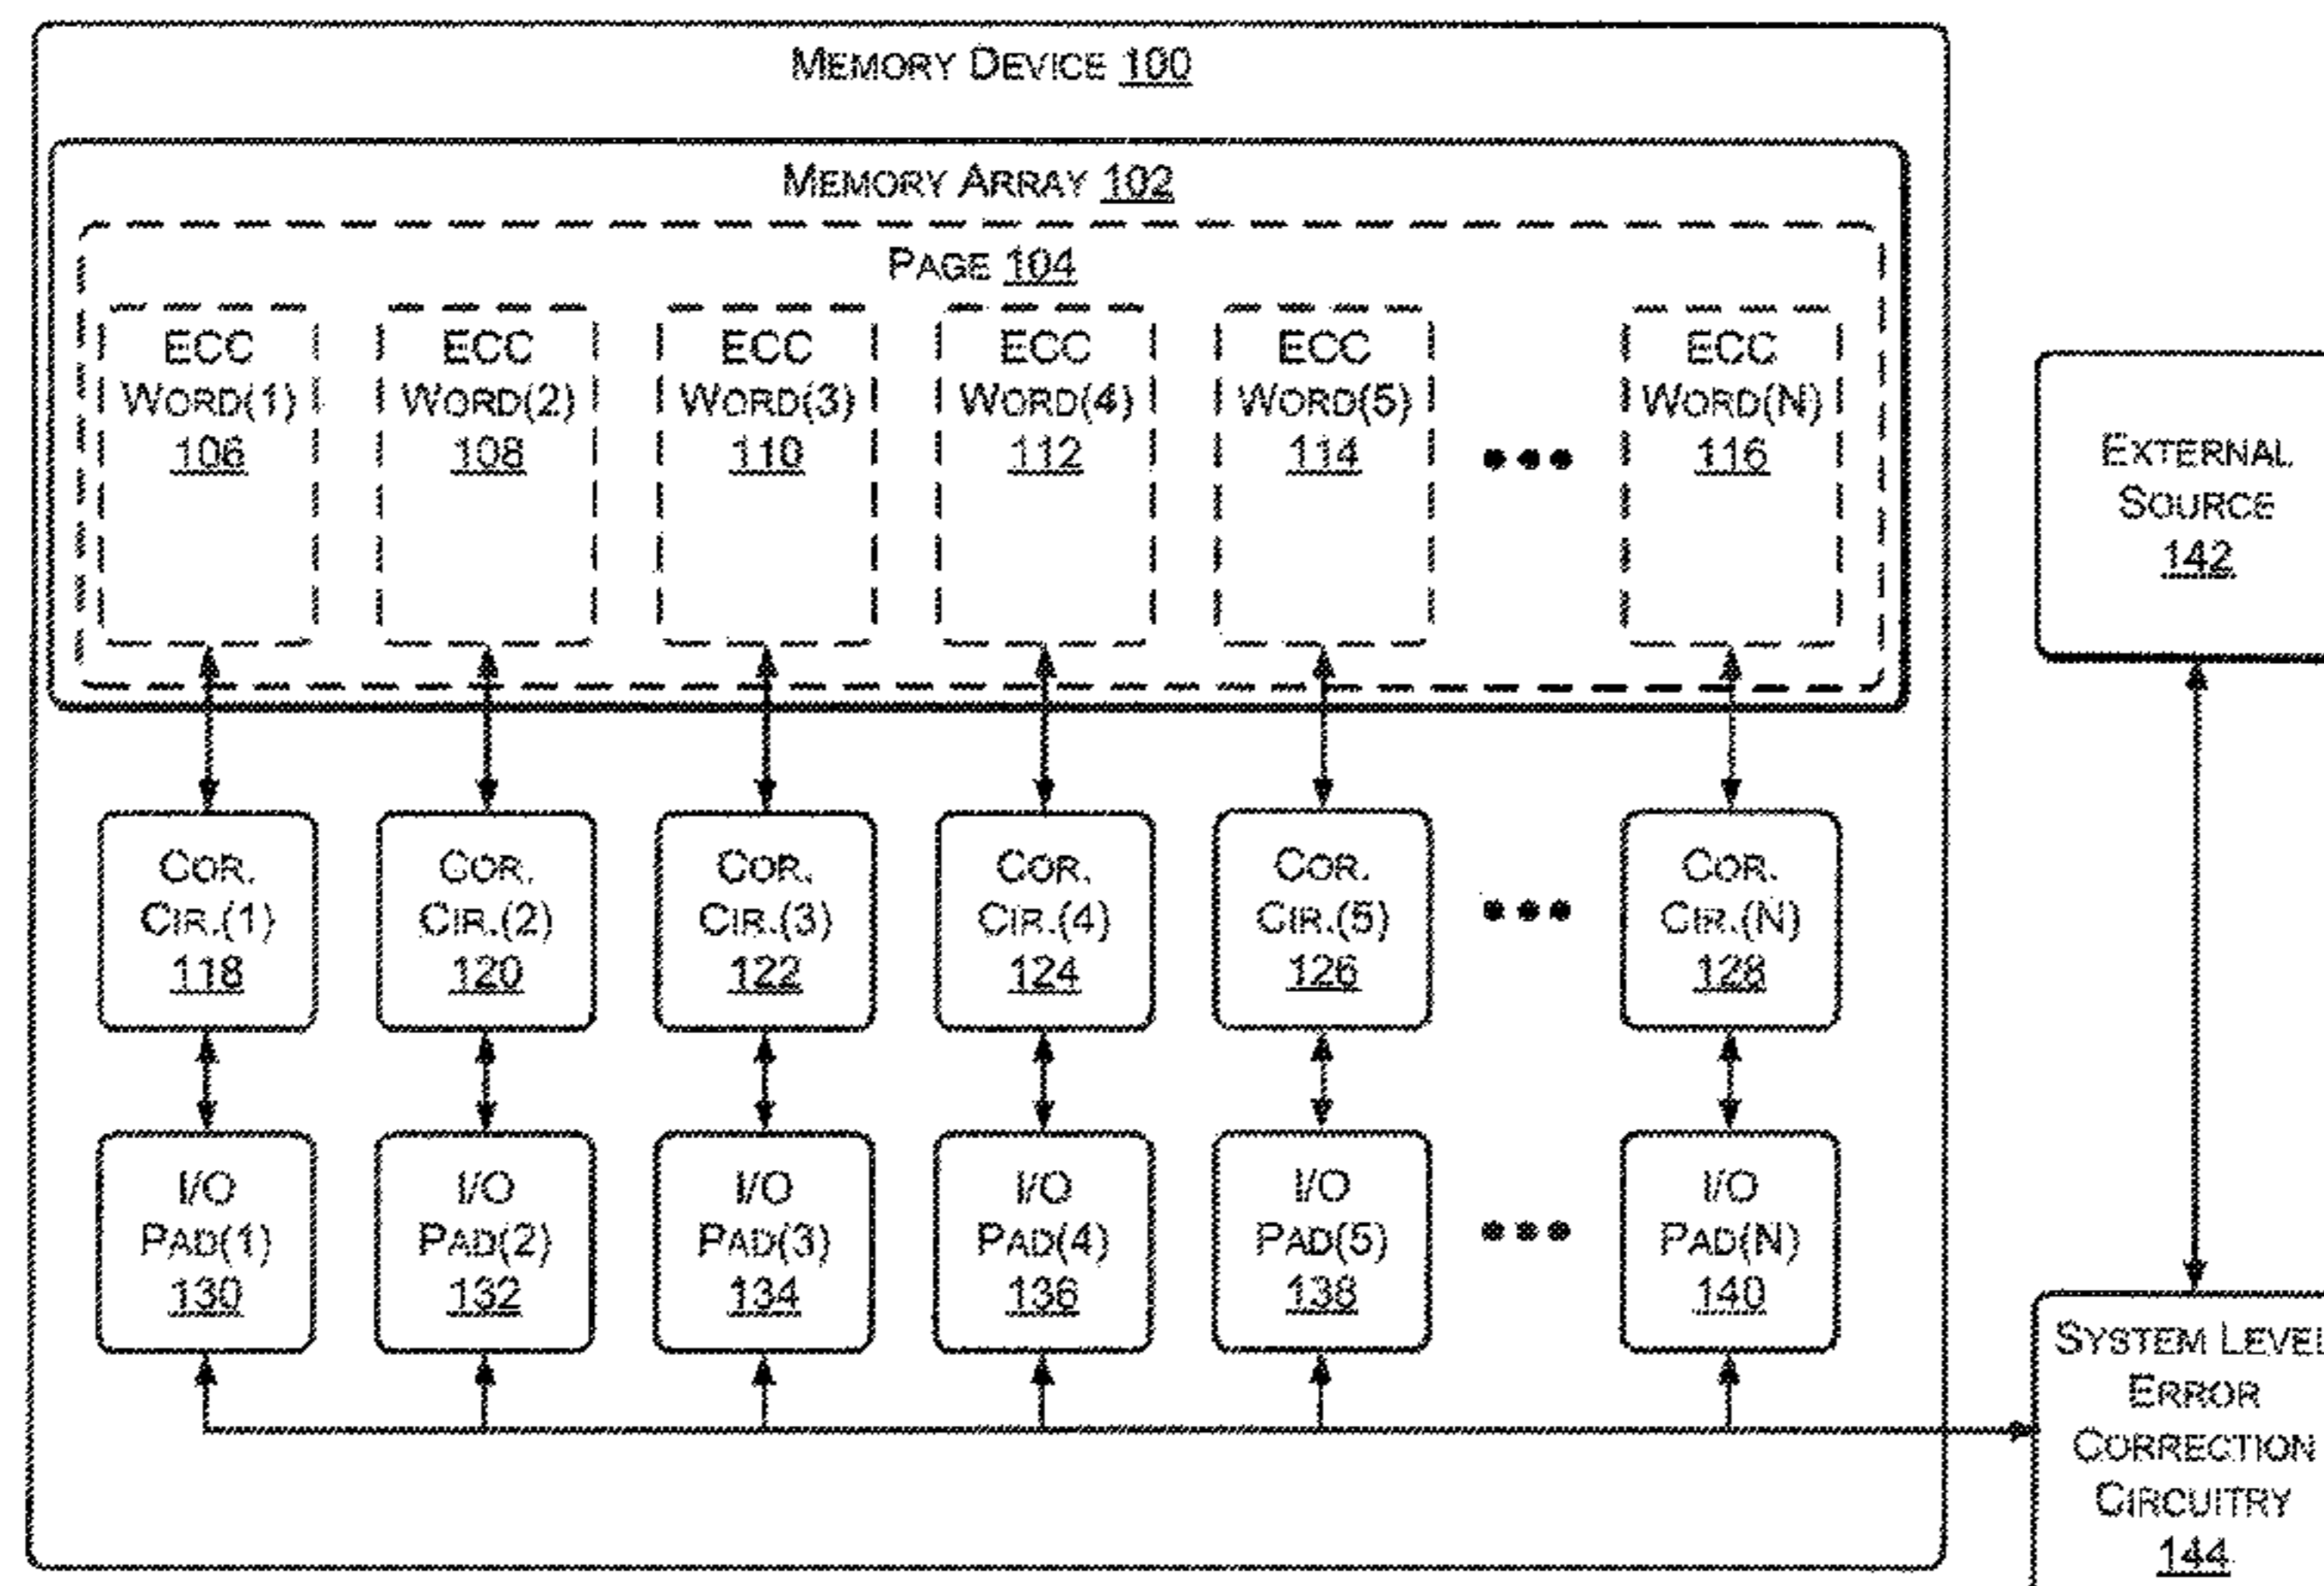 MEMORY DEVICE 100
MEMORY ARRAY 102
PAGE 104
ECC
WORD(1)
106
ECC
WORD(2)
108
ECC
WORD(3)
110
ECC
WORD(4)
112
ECC
WORD(5)
114
•••
ECC
WORD(N)
116
EXTERNAL
SOURCE
142
COR.
CIR.(1)
118
COR.
CIR.(2)
120
COR.
CIR.(3)
122
COR.
CIR.(4)
124
COR.
CIR.(5)
126
•••
COR.
CIR.(N)
128
I/O
PAD(1)
130
I/O
PAD(2)
132
I/O
PAD(3)
134
I/O
PAD(4)
136
I/O
PAD(5)
138
•••
I/O
PAD(N)
140
SYSTEM LEVEL
ERROR
CORRECTION
CIRCUITRY
144